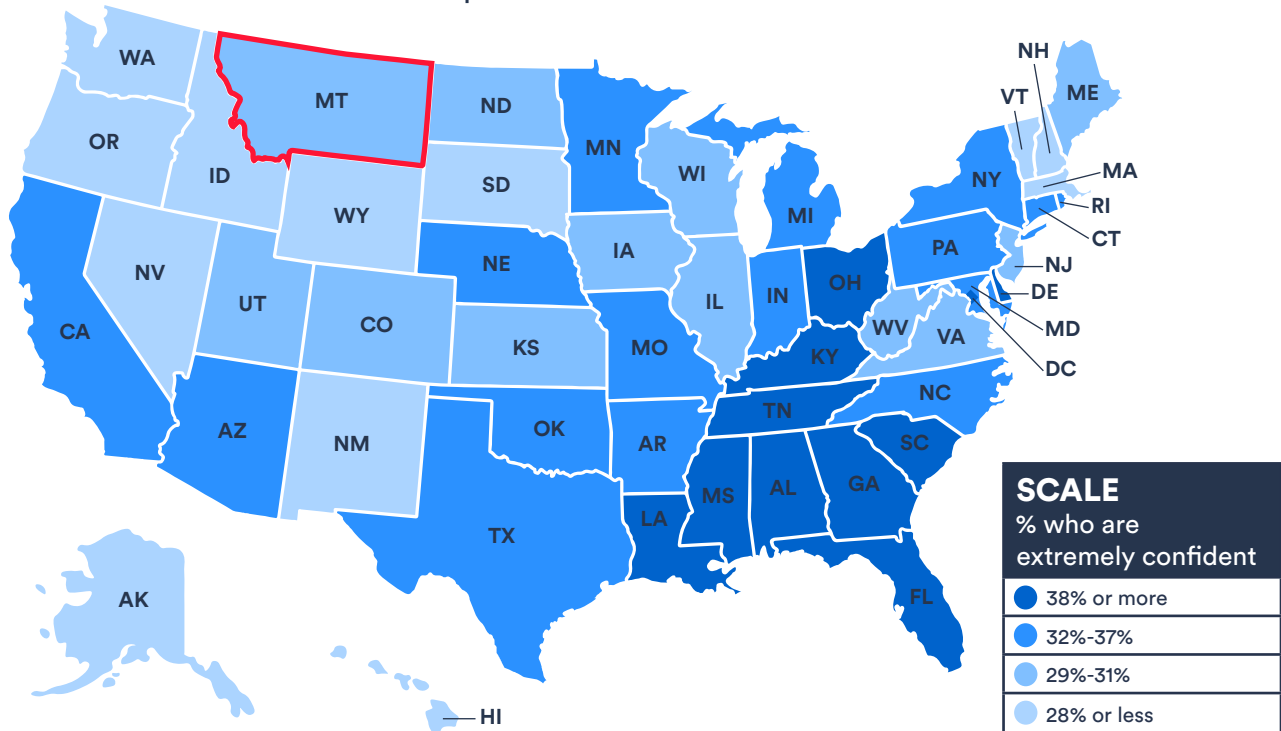 NH
WA
VT
ME
MT
ND
OR
MN
MA
ID
WI
NY
SD
RI
WY
MI
CT
PA
IA
NJ
NV
NE
OH
DE
UT
IL
IN
CA
CO
WV
MD
VA
KS
MO
KY
DC
NC
TN
AZ
OK
AR
NM
SC
MS
AL
GA
LA
TX
FL
AK
HI
SCALE
% who are
extremely confident
38% or more
32%-37%
29%-31%
28% or less